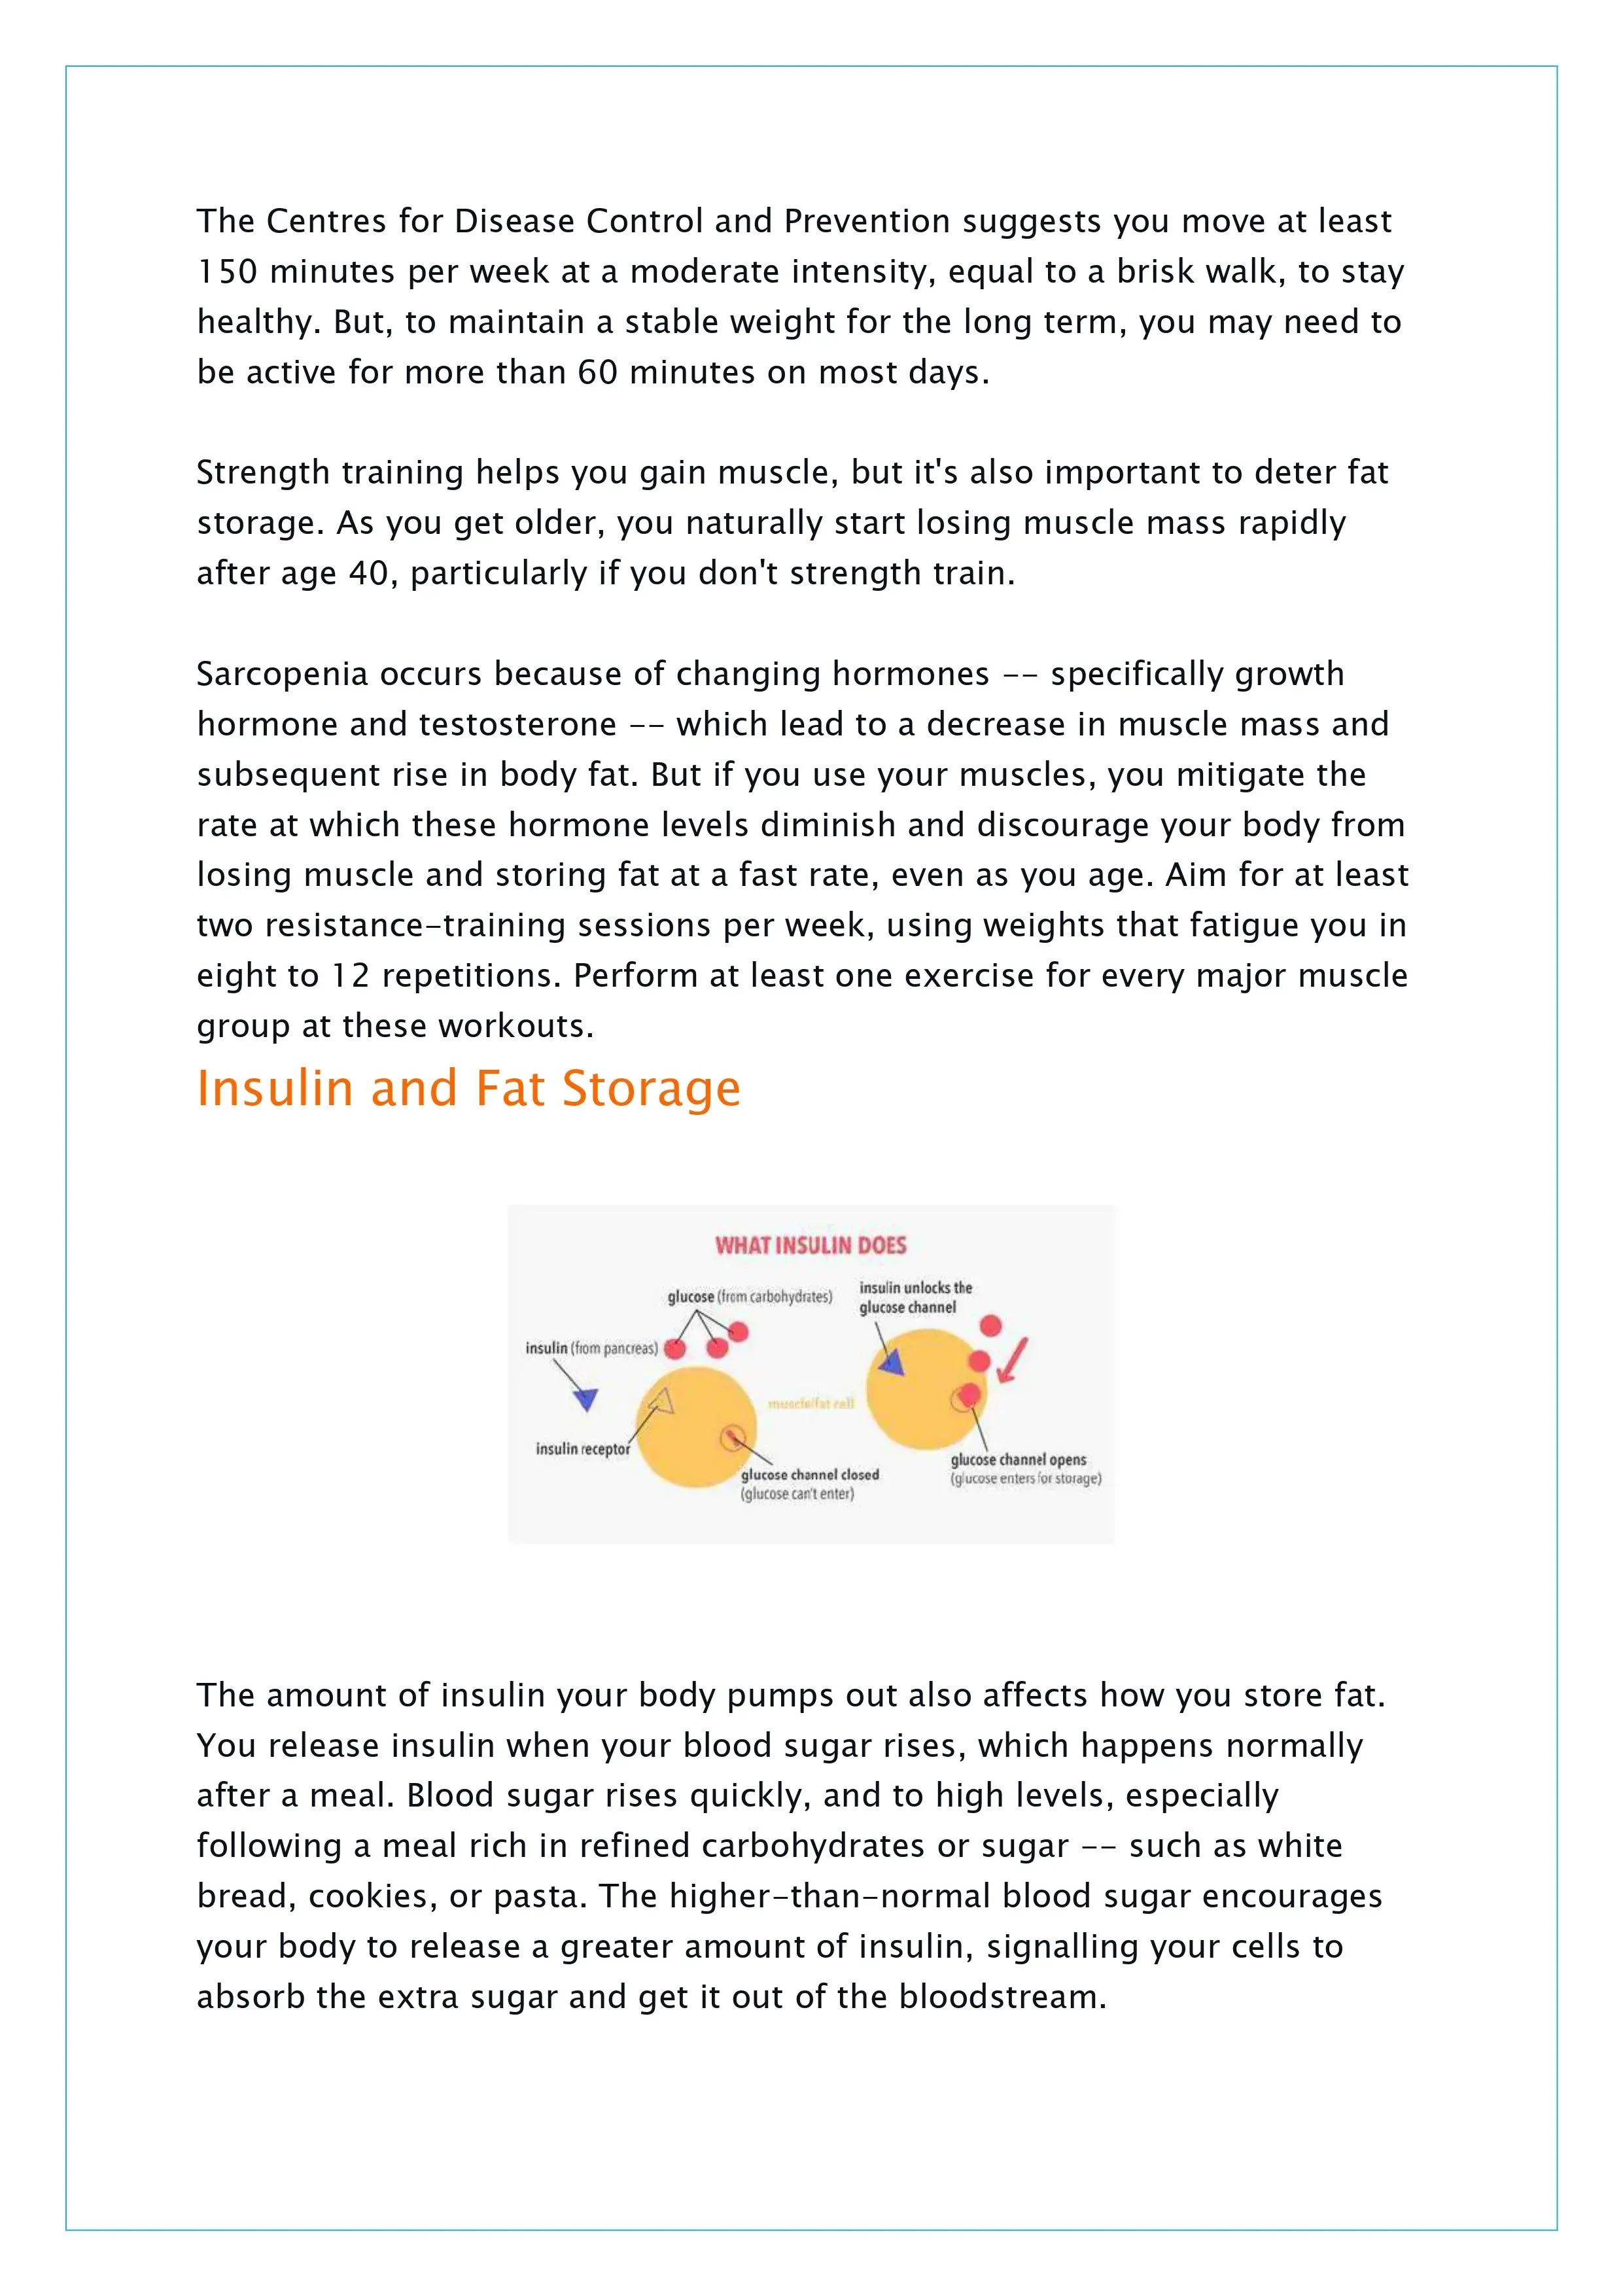 The Centres for Disease Control and Prevention suggests you move at least
150 minutes per week at a moderate intensity, equal to a brisk walk, to stay
healthy. But, to maintain a stable weight for the long term, you may need to
be active for more than 60 minutes on most days.
Strength training helps you gain muscle, but it's also important to deter fat
storage. As you get older, you naturally start losing muscle mass rapidly
after age 40, particularly if you don't strength train.
Sarcopenia occurs because of changing hormones -- specifically growth
hormone and testosterone -- which lead to a decrease in muscle mass and
subsequent rise in body fat. But if you use your muscles, you mitigate the
rate at which these hormone levels diminish and discourage your body from
losing muscle and storing fat at a fast rate, even as you age. Aim for at least
two resistance-training sessions per week, using weights that fatigue you in
eight to 12 repetitions. Perform at least one exercise for every major muscle
group at these workouts.
Insulin and Fat Storage
WHAT INSULIN DOES
glucose (from carbohydrates)
insulin unlocks the
glucose channel
insulin (from pancreas)
muscle/fat cell
insulin receptor
glucose channel closed
(glucose can't enter)
glucose channel opens
(glucose enters for storage)
The amount of insulin your body pumps out also affects how you store fat.
You release insulin when your blood sugar rises, which happens normally
after a meal. Blood sugar rises quickly, and to high levels, especially
following a meal rich in refined carbohydrates or sugar -- such as white
bread, cookies, or pasta. The higher-than-normal blood sugar encourages
your body to release a greater amount of insulin, signalling your cells to
absorb the extra sugar and get it out of the bloodstream.